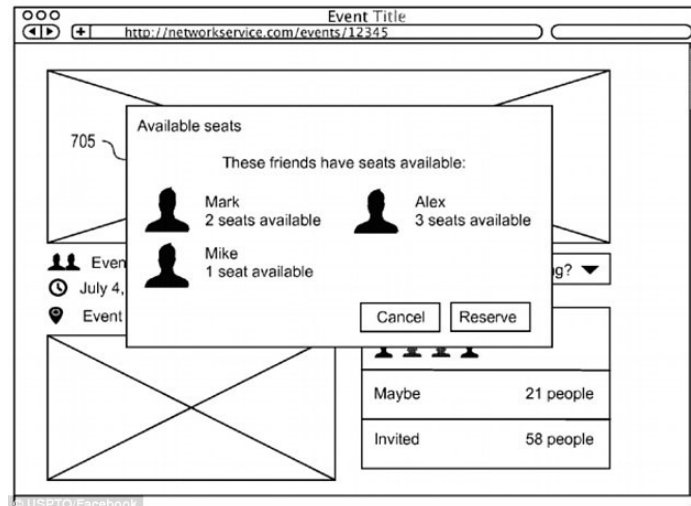 Event Title
http://networkservice.com/events/12345
Available seats
705
These friends have seats available:
Mark
2 seats available
Alex
3 seats available
Mike
1 seat available
Even
g?
July 4,
Event
Cancel
Reserve
Maybe
21 people
Invited
58 people
© USPTO/Facebook